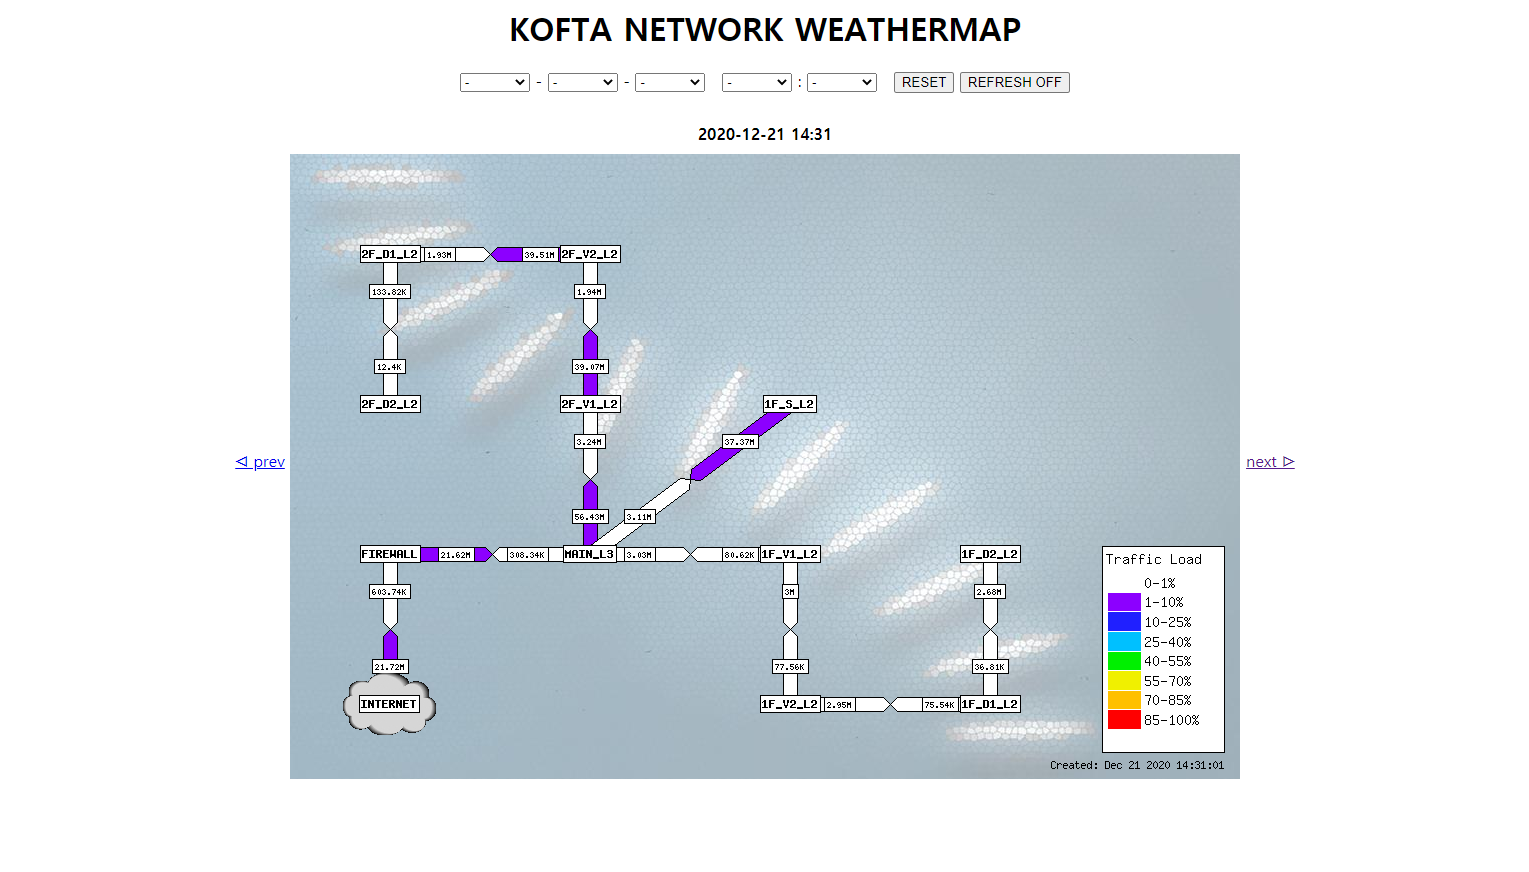 KOFTA NETWORK WEATHERMAP
- - - - - - : - RESET REFRESH OFF
2020-12-21 14:31
2F_D1_L2 1.93M 39.51M 2F_V2_L2
133.82K 1.94M
12.4K 39.07M
2F_D2_L2 2F_V1_L2 1F_S_L2
3.24M 37.37M
◁ prev next ▷
56.43M 3.11M
FIREWALL 21.62M 308.34K MAIN_L3 3.03M 80.62K 1F_V1_L2 1F_D2_L2
603.74K 3M 2.68M
21.72M 77.56K 36.81K
INTERNET 1F_V2_L2 2.95M 75.54K 1F_D1_L2
Traffic Load
0-1%
1-10%
10-25%
25-40%
40-55%
55-70%
70-85%
85-100%
Created: Dec 21 2020 14:31:01